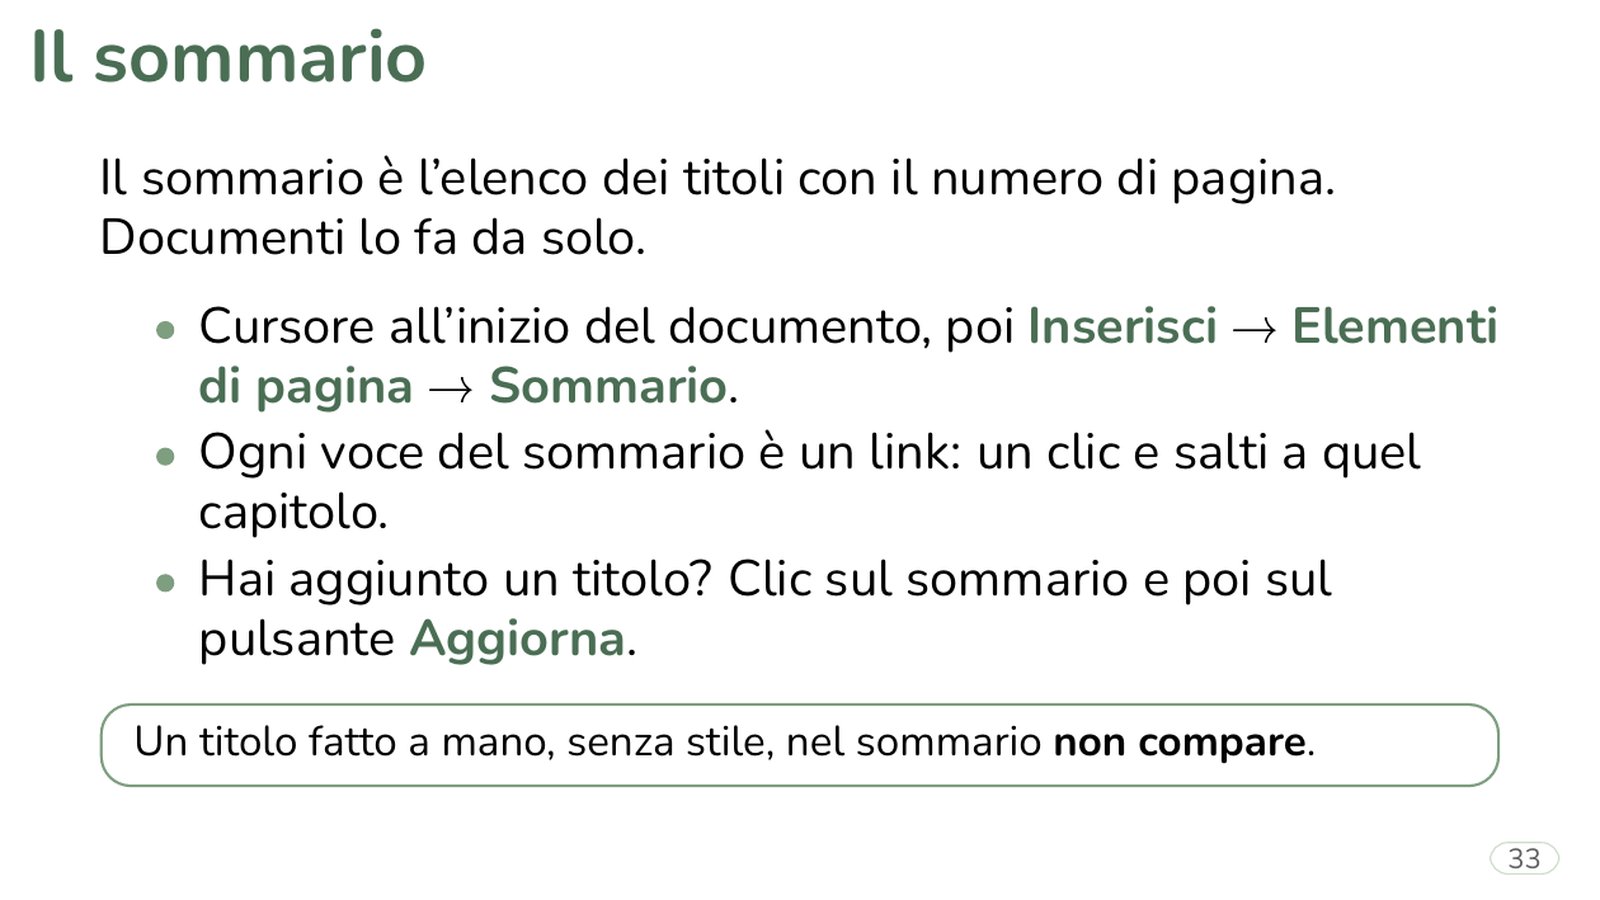 Il sommario
Il sommario è l’elenco dei titoli con il numero di pagina.
Documenti lo fa da solo.
• Cursore all’inizio del documento, poi Inserisci → Elementi
di pagina → Sommario.
• Ogni voce del sommario è un link: un clic e salti a quel
capitolo.
• Hai aggiunto un titolo? Clic sul sommario e poi sul
pulsante Aggiorna.
Un titolo fatto a mano, senza stile, nel sommario non compare.
33